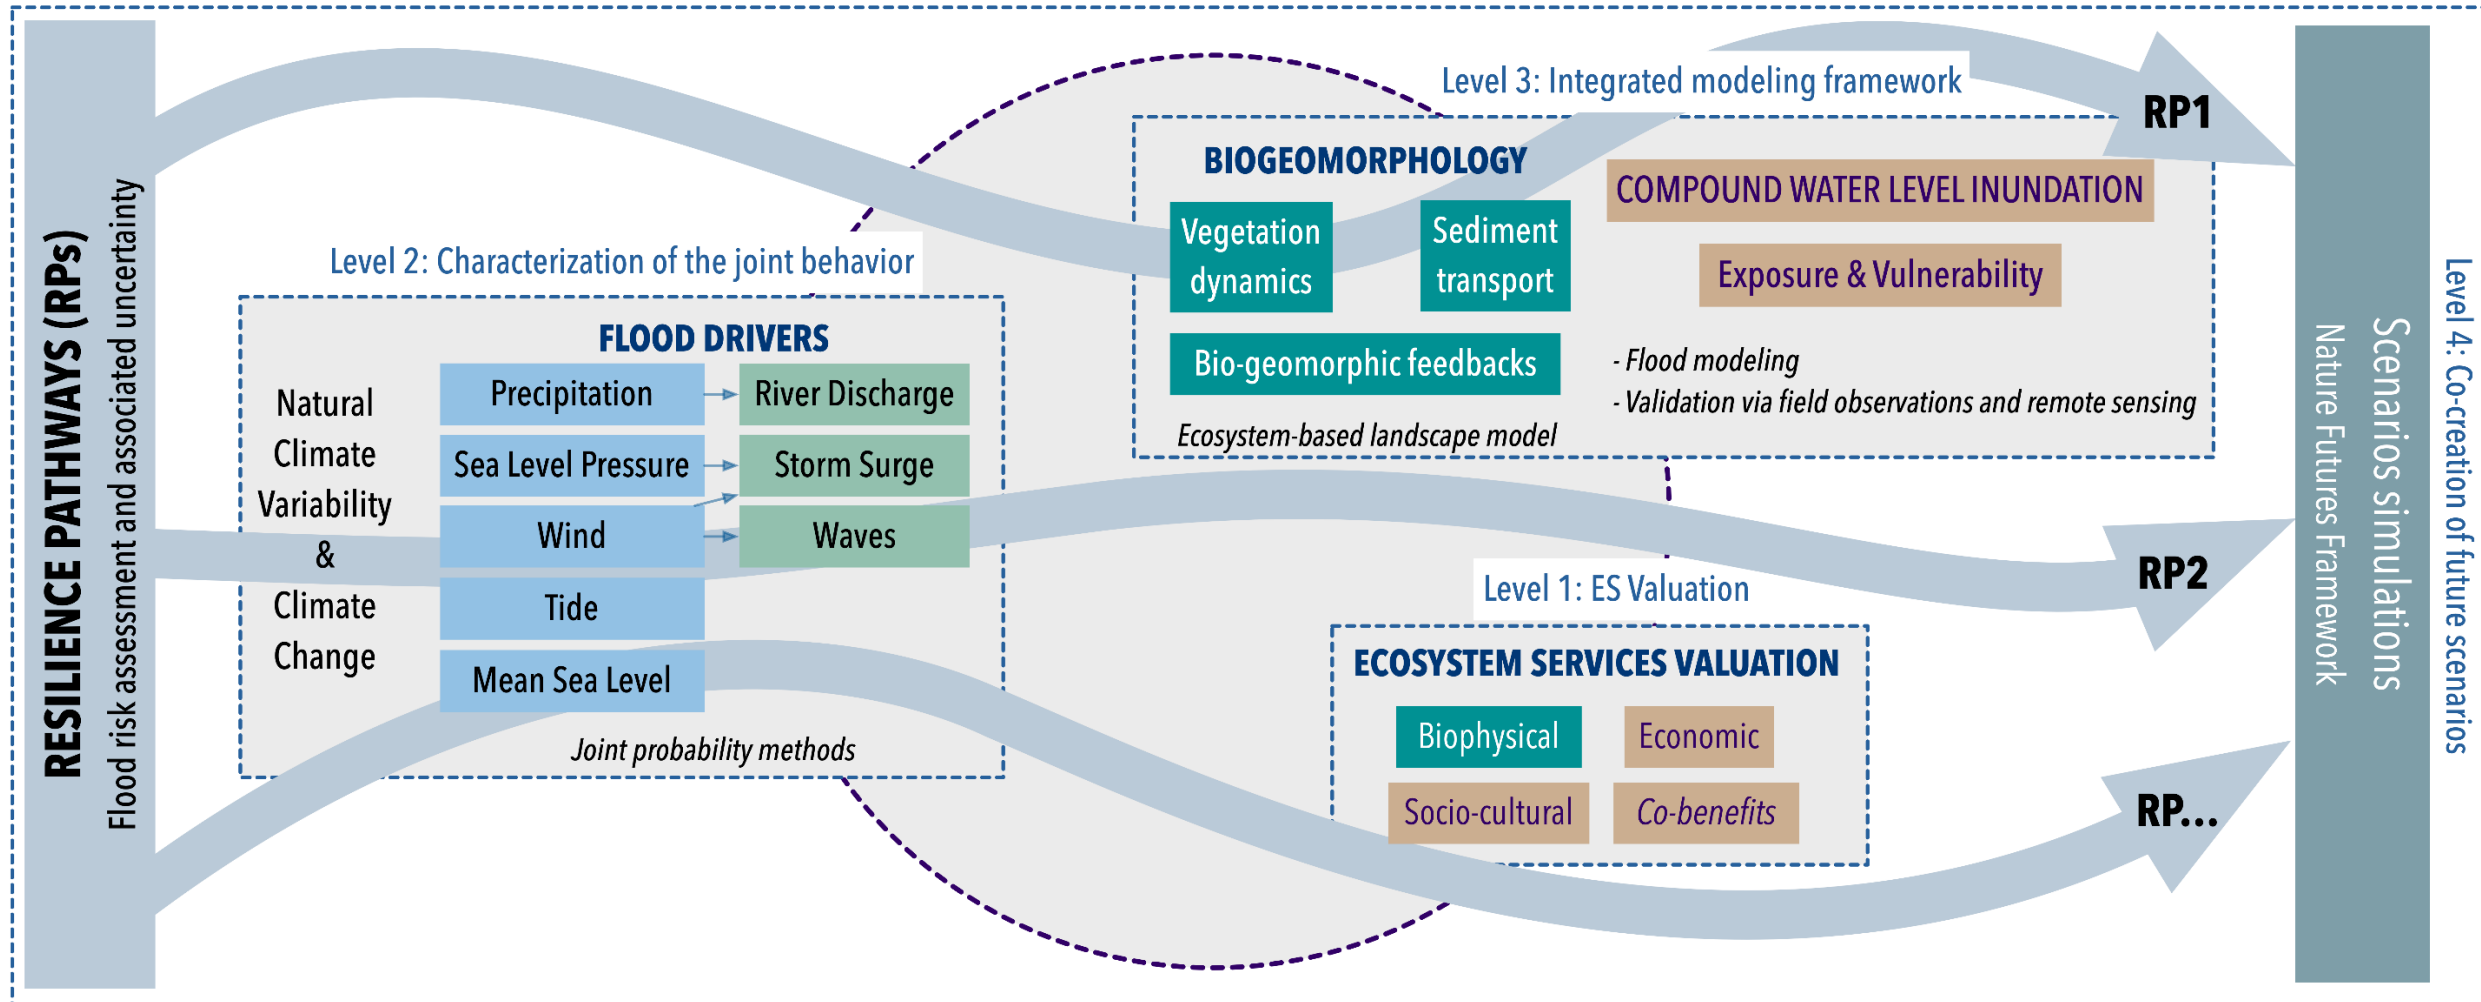 RESILIENCE PATHWAYS (RPs)
Flood risk assessment and associated uncertainty
Level 2: Characterization of the joint behavior
FLOOD DRIVERS
Natural
Climate
Variability
&
Climate
Change
Precipitation
River Discharge
Sea Level Pressure
Storm Surge
Wind
Waves
Tide
Mean Sea Level
Joint probability methods
Level 3: Integrated modeling framework
BIOGEOMORPHOLOGY
Vegetation
dynamics
Sediment
transport
Bio-geomorphic feedbacks
Ecosystem-based landscape model
COMPOUND WATER LEVEL INUNDATION
Exposure & Vulnerability
- Flood modeling
- Validation via field observations and remote sensing
Level 1: ES Valuation
ECOSYSTEM SERVICES VALUATION
Biophysical
Economic
Socio-cultural
Co-benefits
RP1
RP2
RP...
Scenarios simulations
Nature Futures Framework
Level 4: Co-creation of future scenarios